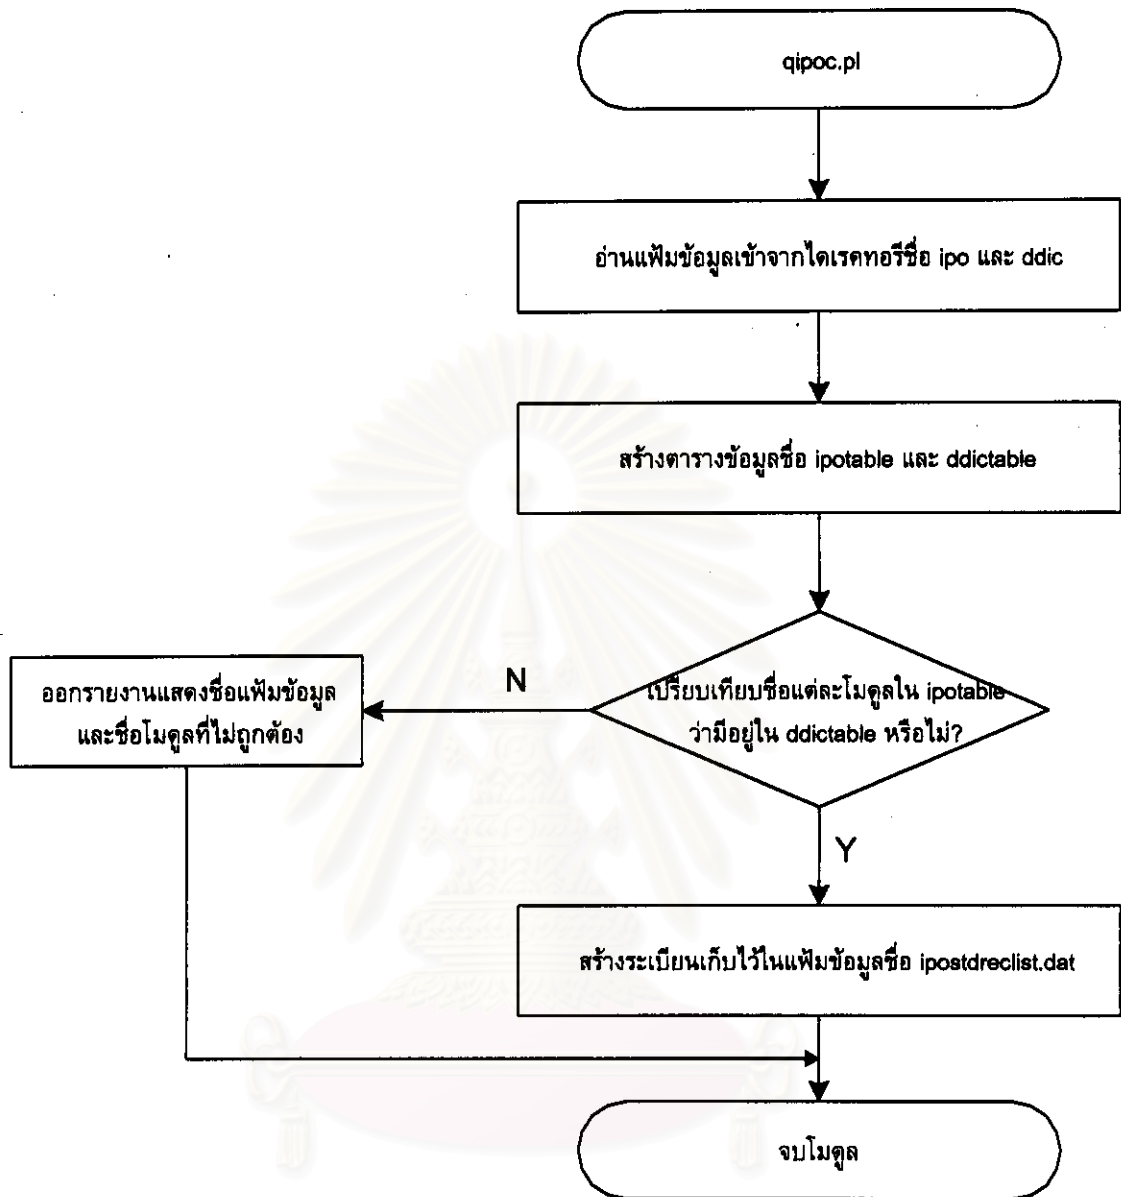 qipoc.pl
อ่านแฟ้มข้อมูลเข้าจากไดเรคทอรีชื่อ ipo และ ddic
สร้างตารางข้อมูลชื่อ ipotable และ ddictable
เปรียบเทียบชื่อแต่ละโมดูลใน ipotable
ว่ามีอยู่ใน ddictable หรือไม่?
N
ออกรายงานแสดงชื่อแฟ้มข้อมูล
และชื่อโมดูลที่ไม่ถูกต้อง
Y
สร้างระเบียนเก็บไว้ในแฟ้มข้อมูลชื่อ ipostdreclist.dat
จบโมดูล